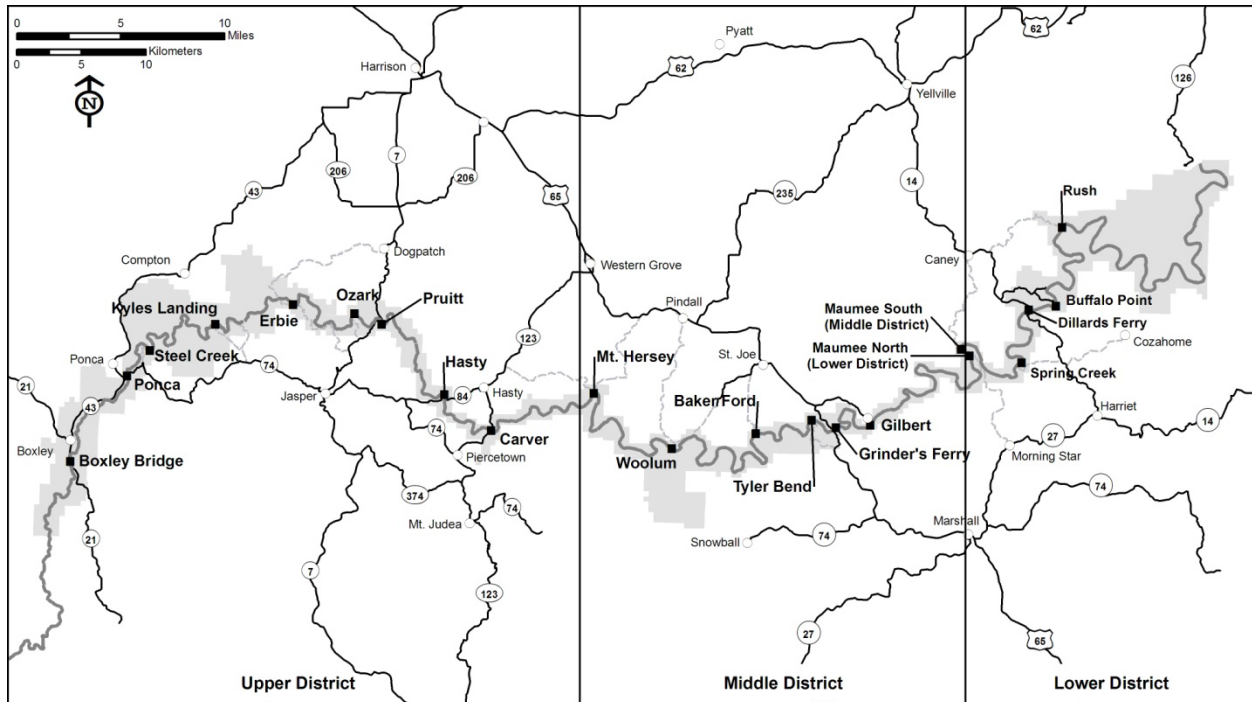 0 5 10
Miles
Kilometers
0 5 10
N
Harrison
Pyatt
62
62
126
Yellville
7
206
206
43
65
235
14
Rush
Dogpatch
Compton
Western Grove
Caney
Kyles Landing
Erbie
Ozark
Pruitt
Pindall
Maumee South
(Middle District)
Buffalo Point
Dillards Ferry
Cozahome
123
Maumee North
(Lower District)
Steel Creek
Ponca
Ponca
74
Hasty
Mt. Hersey
St. Joe
Spring Creek
21
43
Jasper
84
Hasty
Baker Ford
Gilbert
Harriet
14
Boxley
Boxley Bridge
74
Carver
Piercetown
Woolum
Grinder's Ferry
27
Morning Star
Tyler Bend
374
74
74
21
Mt. Judea
Snowball
74
Marshall
7
123
27
65
Upper District
Middle District
Lower District